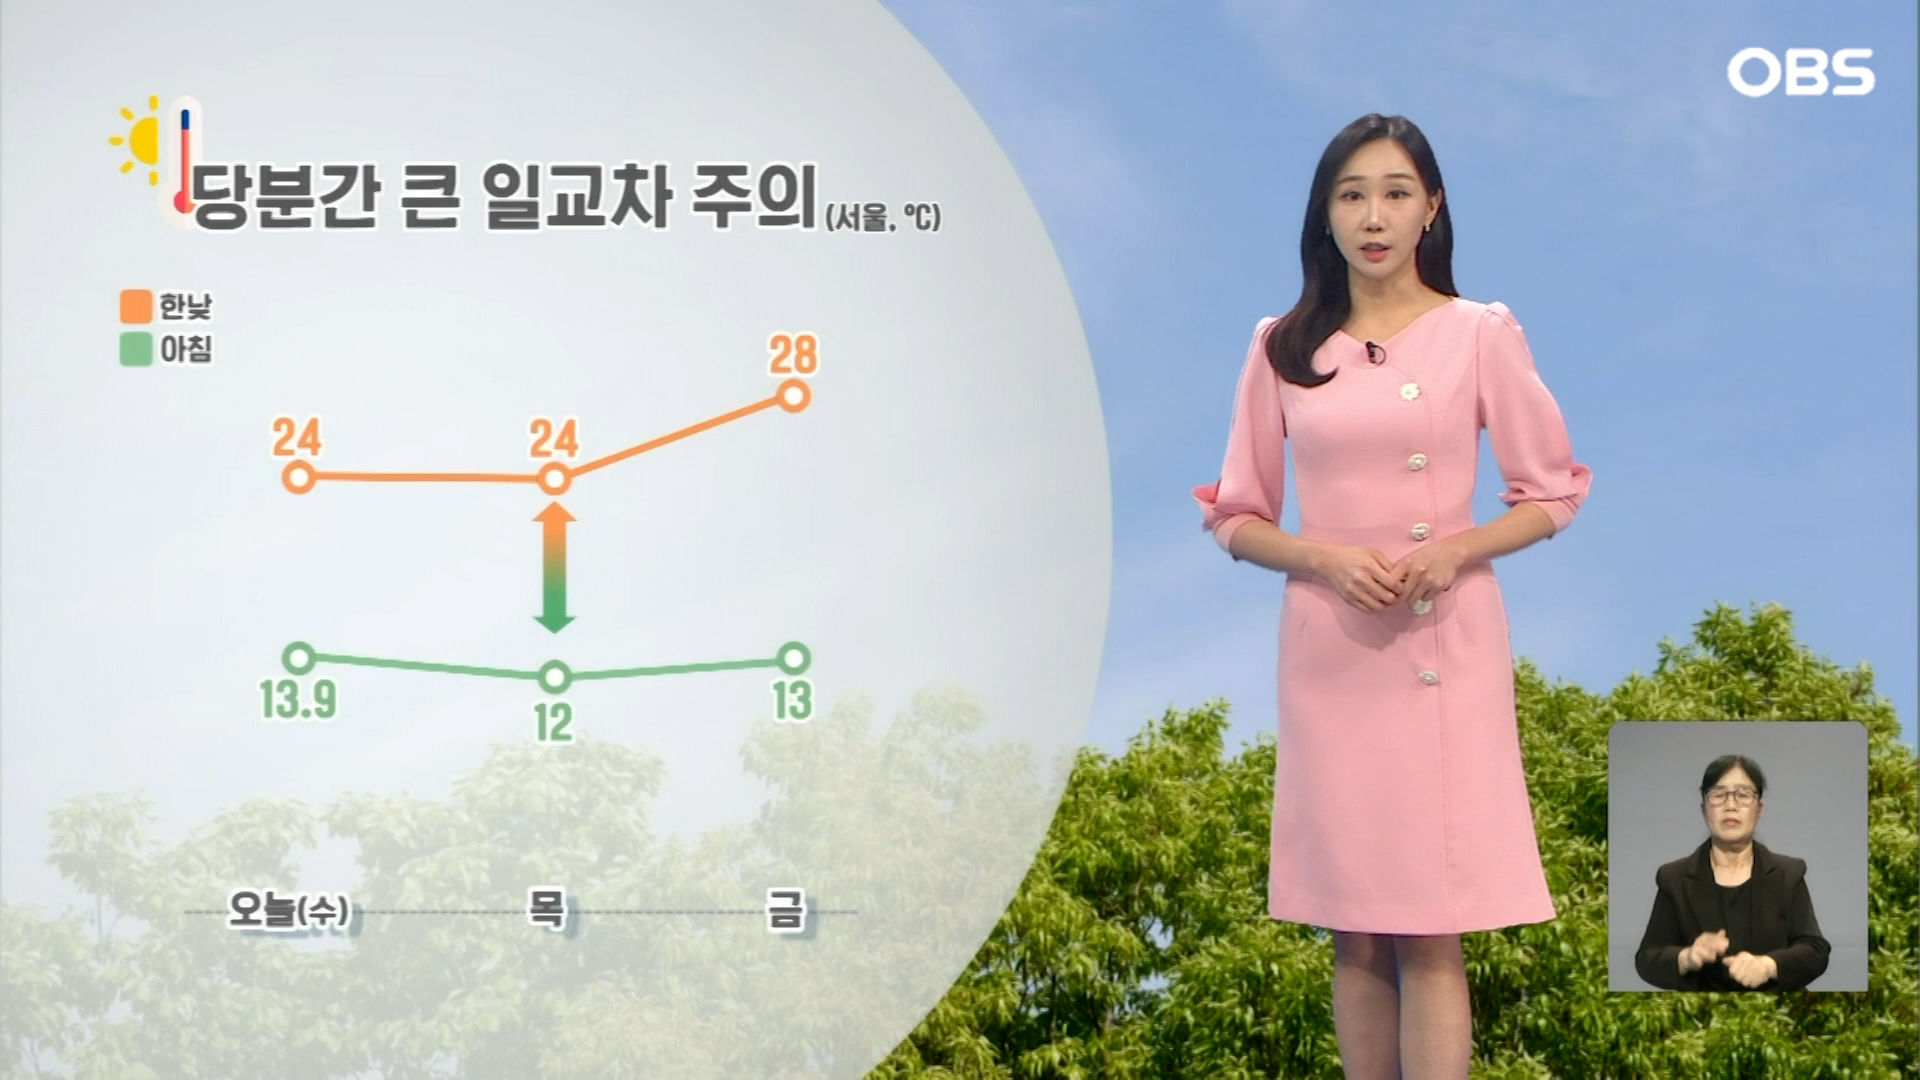 OBS
당분간 큰 일교차 주의 (서울, ℃)
한낮
아침
24 24 28
13.9 12 13
오늘(수) 목 금